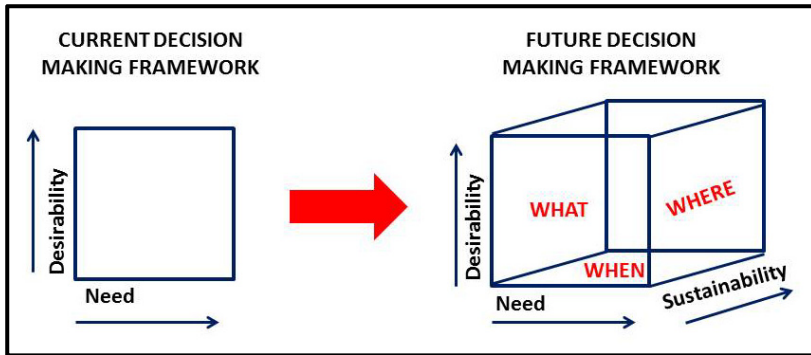 CURRENT DECISION
MAKING FRAMEWORK
Desirability
Need
FUTURE DECISION
MAKING FRAMEWORK
Desirability
WHAT
WHERE
WHEN
Need
Sustainability